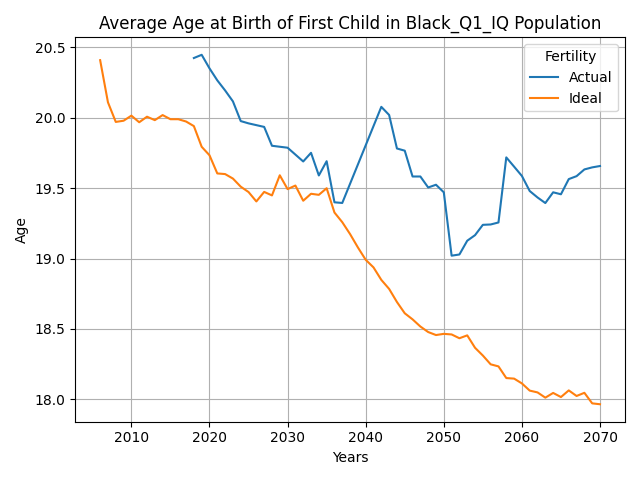 Average Age at Birth of First Child in Black_Q1_IQ Population
20.5
20.0
19.5
19.0
18.5
18.0
Age
Fertility
Actual
Ideal
2010 2020 2030 2040 2050 2060 2070
Years